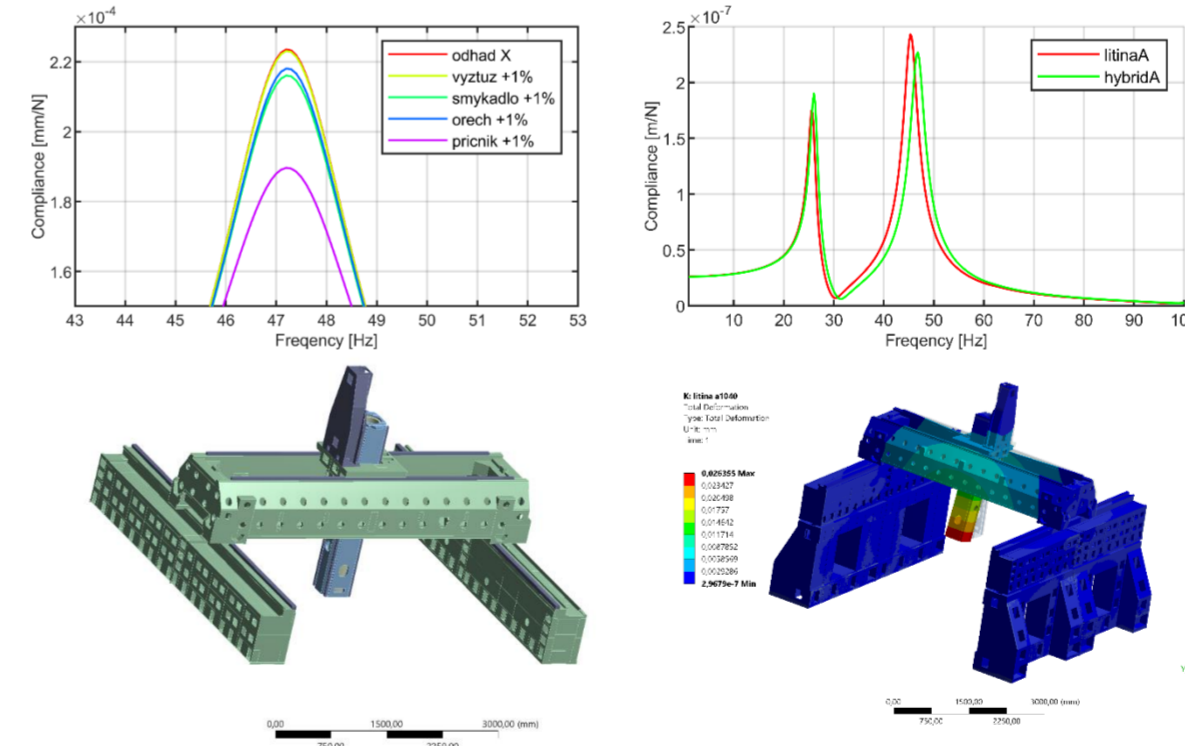 ×10⁻⁴
2.2
2
1.8
1.6
Compliance [mm/N]
odhad X
vyztuz +1%
smykadlo +1%
orech +1%
pricnik +1%
43 44 45 46 47 48 49 50 51 52 53
Freqency [Hz]
×10⁻⁷
2.5
2
1.5
1
0.5
0
Compliance [m/N]
litinaA
hybridA
10 20 30 40 50 60 70 80 90 100
Freqency [Hz]
0,00 1500,00 3000,00 (mm)
750,00 2250,00
K: litina a1040
Total Deformation
Type: Total Deformation
Unit: mm
Time: 1
0,026355 Max
0,023427
0,020498
0,01757
0,014642
0,011714
0,0087852
0,0058569
0,0029286
2,9679e-7 Min
0,00 1500,00 3000,00 (mm)
750,00 2250,00
Y